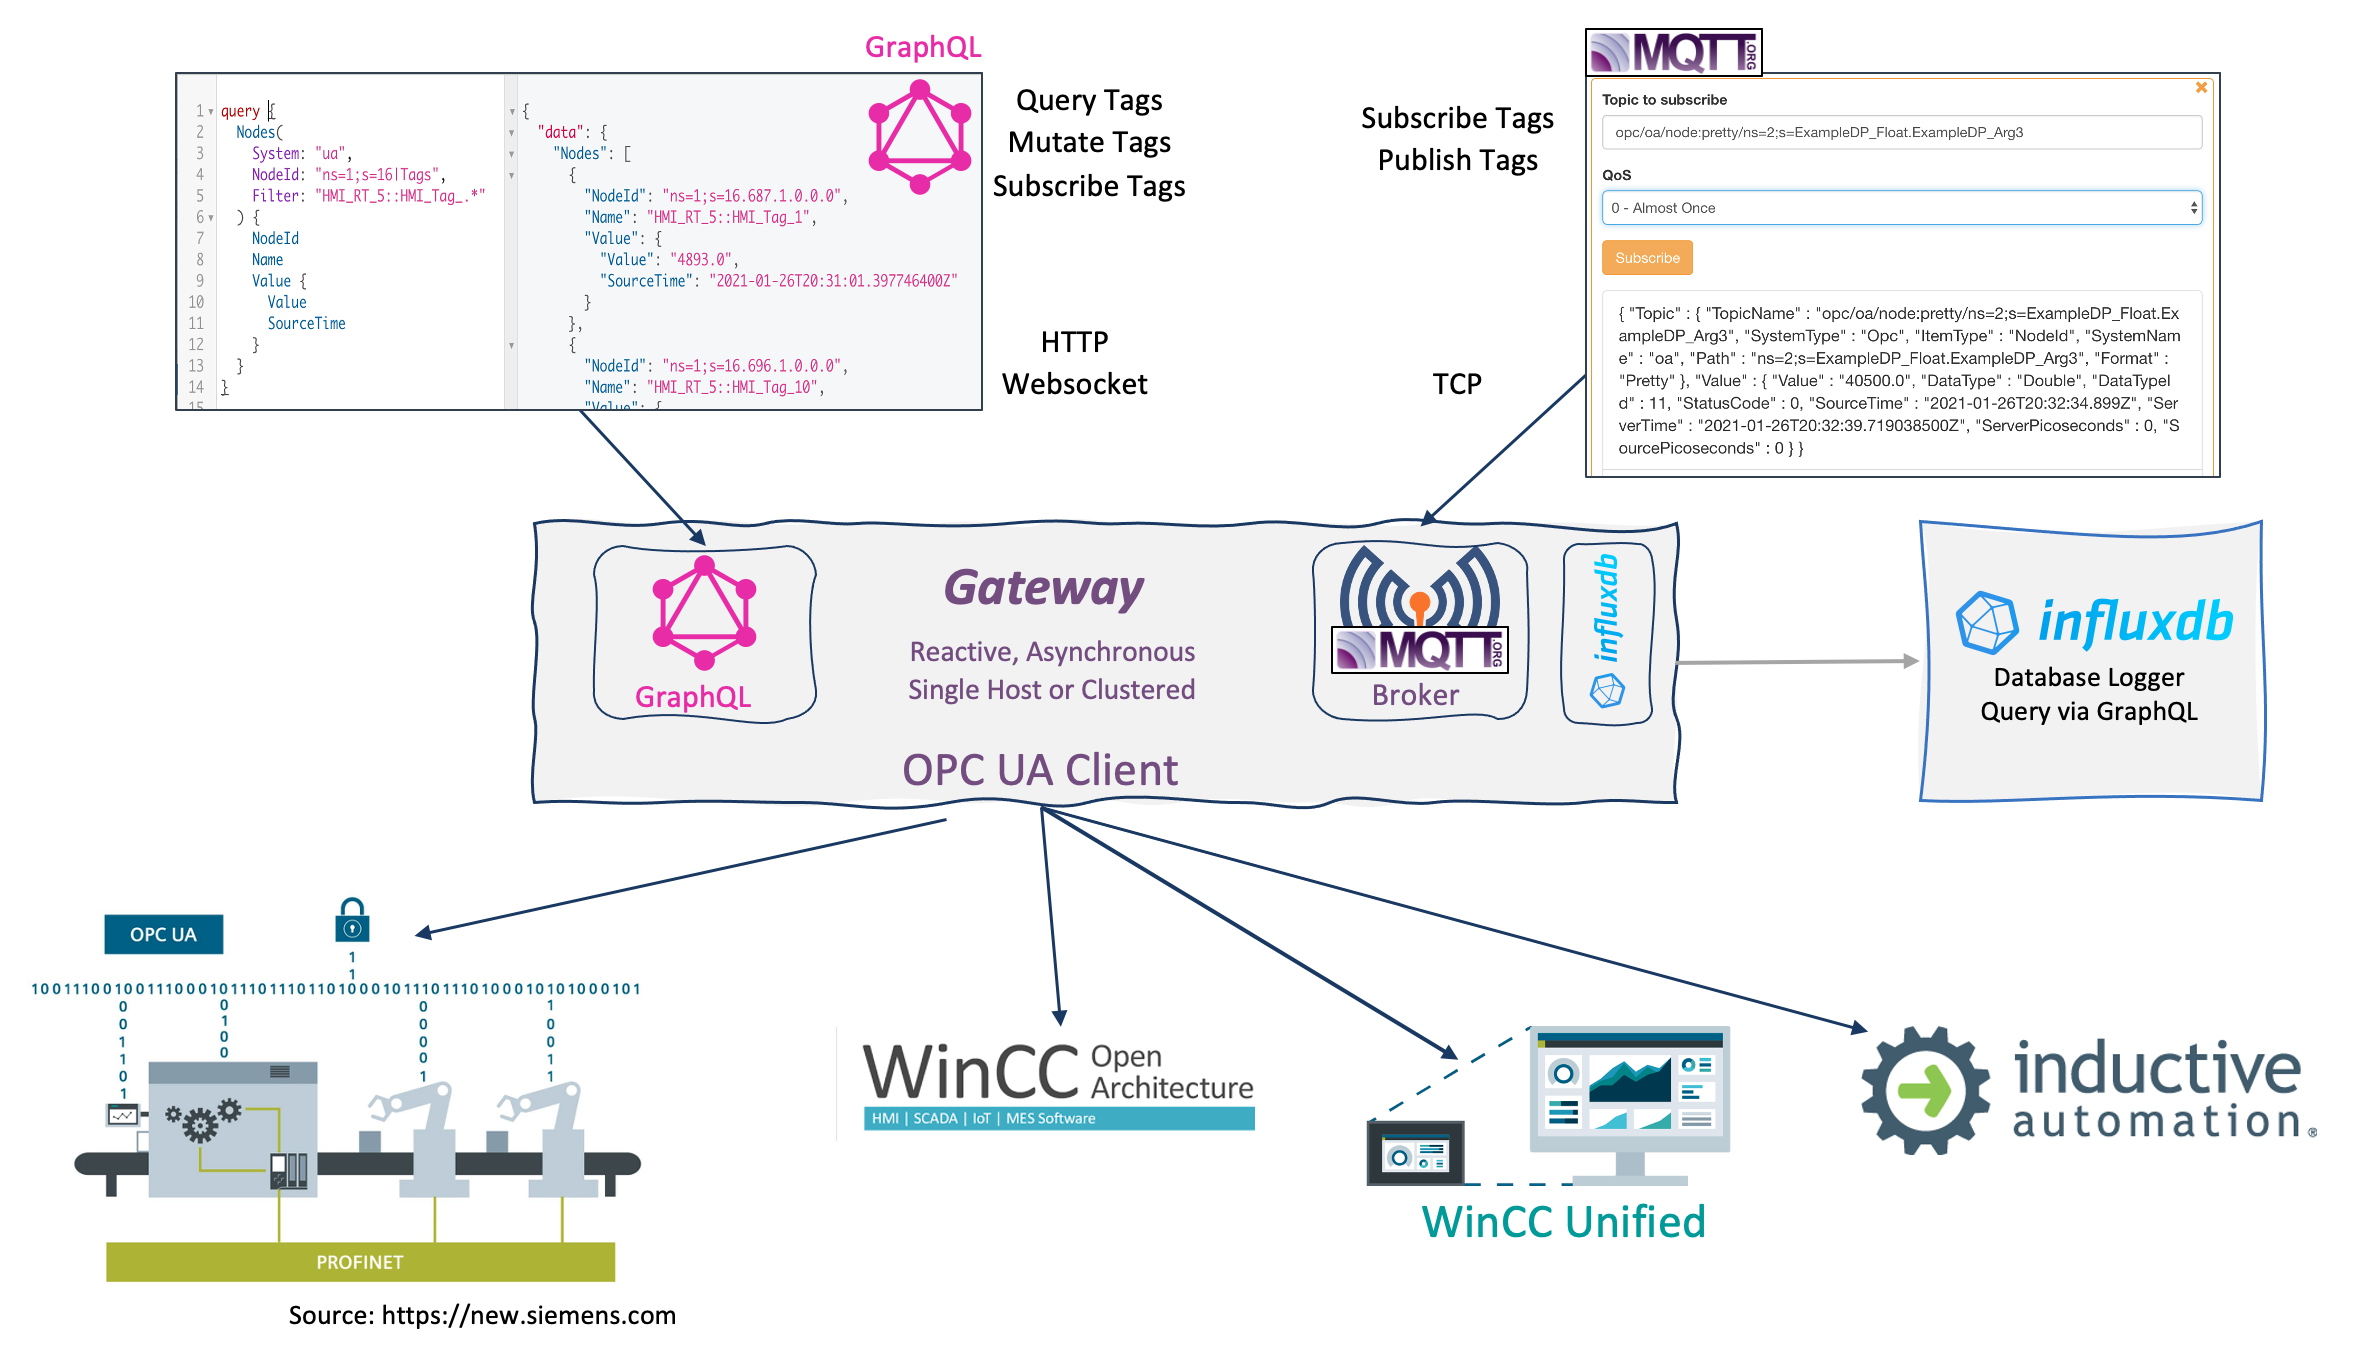 GraphQL
1 query {
2 Nodes(
3 System: "ua",
4 NodeId: "ns=1;s=16|Tags",
5 Filter: "HMI_RT_5::HMI_Tag_.*"
6 ) {
7 NodeId
8 Name
9 Value {
10 Value
11 SourceTime
12 }
13 }
14 }
15
{
"data": {
"Nodes": [
{
"NodeId": "ns=1;s=16.687.1.0.0.0",
"Name": "HMI_RT_5::HMI_Tag_1",
"Value": {
"Value": "4893.0",
"SourceTime": "2021-01-26T20:31:01.397746400Z"
}
},
{
"NodeId": "ns=1;s=16.696.1.0.0.0",
"Name": "HMI_RT_5::HMI_Tag_10",
"Value": {
Query Tags
Mutate Tags
Subscribe Tags
HTTP
Websocket
Subscribe Tags
Publish Tags
TCP
MQTT.ORG
Topic to subscribe
opc/oa/node:pretty/ns=2;s=ExampleDP_Float.ExampleDP_Arg3
QoS
0 - Almost Once
Subscribe
{ "Topic" : { "TopicName" : "opc/oa/node:pretty/ns=2;s=ExampleDP_Float.Ex
ampleDP_Arg3", "SystemType" : "Opc", "ItemType" : "NodeId", "SystemNam
e" : "oa", "Path" : "ns=2;s=ExampleDP_Float.ExampleDP_Arg3", "Format" :
"Pretty" }, "Value" : { "Value" : "40500.0", "DataType" : "Double", "DataTypeI
d" : 11, "StatusCode" : 0, "SourceTime" : "2021-01-26T20:32:34.899Z", "Ser
verTime" : "2021-01-26T20:32:39.719038500Z", "ServerPicoseconds" : 0, "S
ourcePicoseconds" : 0 } }
GraphQL
Gateway
Reactive, Asynchronous
Single Host or Clustered
OPC UA Client
MQTT.ORG
Broker
influxdb
influxdb
Database Logger
Query via GraphQL
OPC UA
1
1
1001110010011100010111011101101000101110111010001010101000101
0
0
1
1
0
1
0
1
0
0
0
0
0
0
1
1
0
0
1
1
PROFINET
Source: https://new.siemens.com
WinCC Open
Architecture
HMI | SCADA | IoT | MES Software
WinCC Unified
inductive
automation®